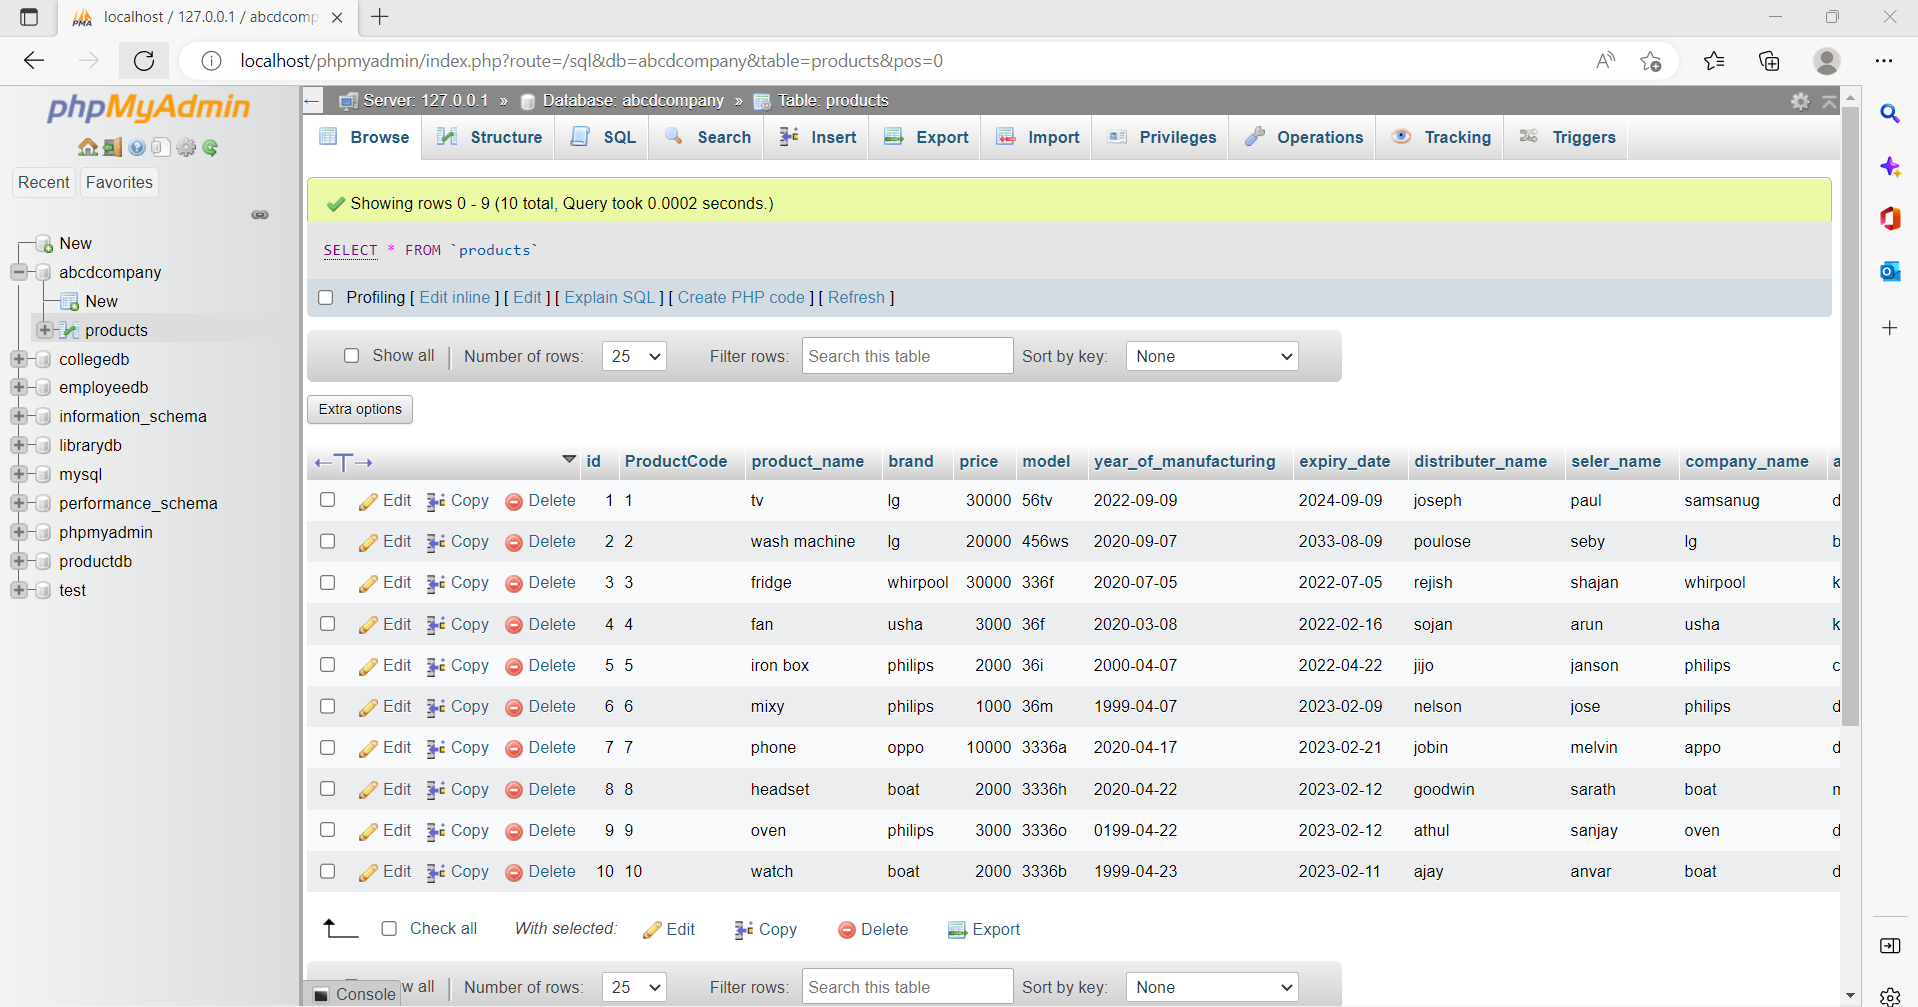 localhost / 127.0.0.1 / abcdcomp
localhost/phpmyadmin/index.php?route=/sql&db=abcdcompany&table=products&pos=0
phpMyAdmin
Recent Favorites
New
abcdcompany
New
products
collegedb
employeedb
information_schema
librarydb
mysql
performance_schema
phpmyadmin
productdb
test
Server: 127.0.0.1 » Database: abcdcompany » Table: products
Browse Structure SQL Search Insert Export Import Privileges Operations Tracking Triggers
Showing rows 0 - 9 (10 total, Query took 0.0002 seconds.)
SELECT * FROM `products`
Profiling [ Edit inline ] [ Edit ] [ Explain SQL ] [ Create PHP code ] [ Refresh ]
Show all Number of rows: 25 Filter rows: Search this table Sort by key: None
Extra options
id ProductCode product_name brand price model year_of_manufacturing expiry_date distributer_name seler_name company_name a
Edit Copy Delete 1 1 tv lg 30000 56tv 2022-09-09 2024-09-09 joseph paul samsanug d
Edit Copy Delete 2 2 wash machine lg 20000 456ws 2020-09-07 2033-08-09 poulose seby lg b
Edit Copy Delete 3 3 fridge whirpool 30000 336f 2020-07-05 2022-07-05 rejish shajan whirpool k
Edit Copy Delete 4 4 fan usha 3000 36f 2020-03-08 2022-02-16 sojan arun usha k
Edit Copy Delete 5 5 iron box philips 2000 36i 2000-04-07 2022-04-22 jijo janson philips c
Edit Copy Delete 6 6 mixy philips 1000 36m 1999-04-07 2023-02-09 nelson jose philips d
Edit Copy Delete 7 7 phone oppo 10000 3336a 2020-04-17 2023-02-21 jobin melvin appo d
Edit Copy Delete 8 8 headset boat 2000 3336h 2020-04-22 2023-02-12 goodwin sarath boat m
Edit Copy Delete 9 9 oven philips 3000 3336o 0199-04-22 2023-02-12 athul sanjay oven d
Edit Copy Delete 10 10 watch boat 2000 3336b 1999-04-23 2023-02-11 ajay anvar boat d
Check all With selected: Edit Copy Delete Export
w all Number of rows: 25 Filter rows: Search this table Sort by key: None
Console